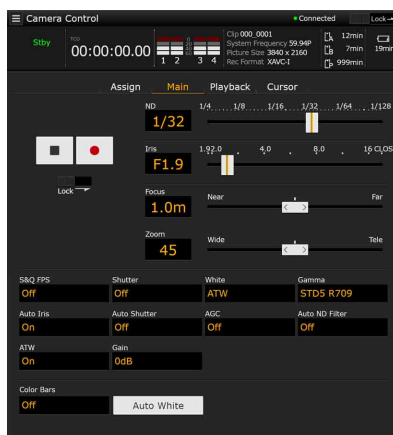 Camera Control
Connected
Lock
Stby
TCG
00:00:00.00
1 2 3 4
Clip 000_0001
System Frequency 59.94P
Picture Size 3840 x 2160
Rec Format XAVC-I
12min
7min
999min
19min
Assign Main Playback Cursor
ND
1/32
1/4 1/8 1/16 1/32 1/64 1/128
Iris
F1.9
1.92.0 4.0 8.0 16 CLOS
Lock
Focus
1.0m
Near Far
Zoom
45
Wide Tele
S&Q FPS Shutter White Gamma
Off Off ATW STD5 R709
Auto Iris Auto Shutter AGC Auto ND Filter
On Off Off Off
ATW Gain
On 0dB
Color Bars
Off Auto White